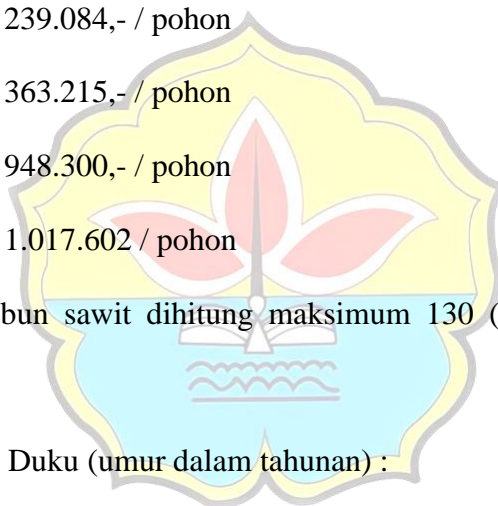 239.084,- / pohon
363.215,- / pohon
948.300,- / pohon
1.017.602 / pohon
bun sawit dihitung maksimum 130 (
Duku (umur dalam tahunan) :